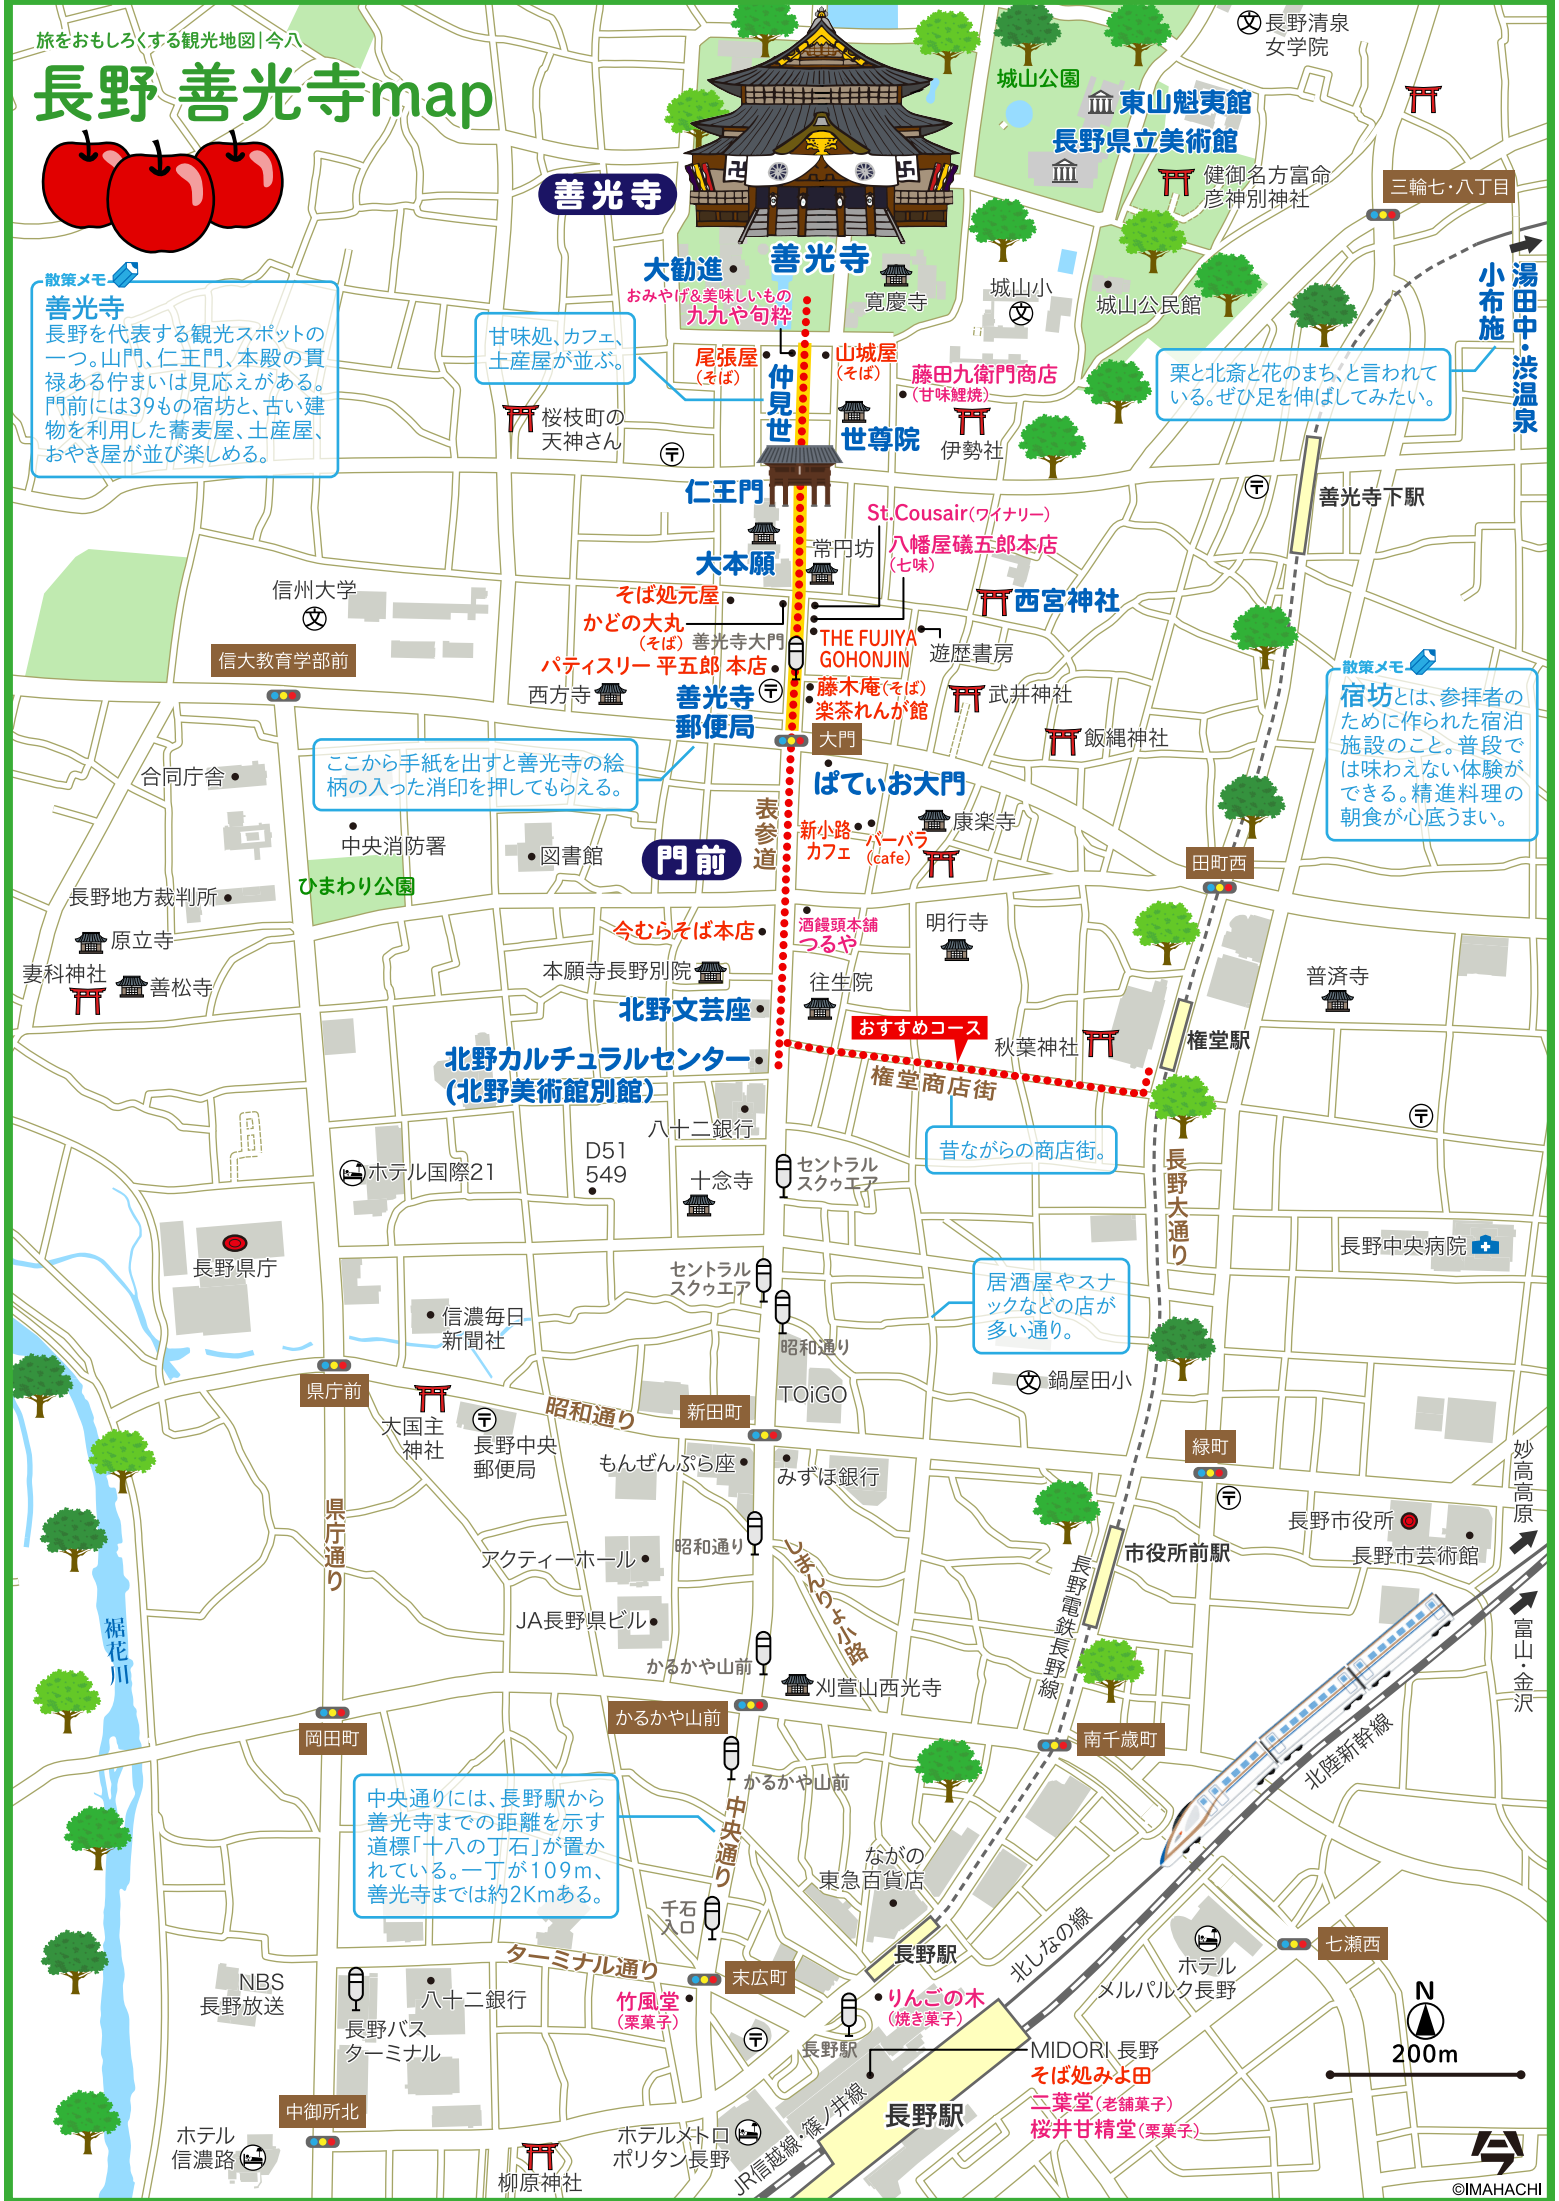 旅をおもしろくする観光地図|今八
長野 善光寺map
長野清泉
女学院
城山公園
東山魁夷館
長野県立美術館
健御名方富命
彦神別神社
三輪七・八丁目
善光寺
善光寺
大勧進
おみやげ&美味しいもの
九九や旬粋
寛慶寺
城山小
城山公民館
湯田中・渋温泉
小布施
散策メモ
善光寺
長野を代表する観光スポットの
一つ。山門、仁王門、本殿の貫
禄ある佇まいは見応えがある。
門前には39もの宿坊と、古い建
物を利用した蕎麦屋、土産屋、
おやき屋が並び楽しめる。
甘味処、カフェ、
土産屋が並ぶ。
尾張屋
(そば)
仲見世
山城屋
(そば)
藤田九衛門商店
(甘味鯉焼)
栗と北斎と花のまち、と言われて
いる。ぜひ足を伸ばしてみたい。
桜枝町の
天神さん
世尊院
伊勢社
仁王門
善光寺下駅
St.Cousair(ワイナリー)
八幡屋礒五郎本店
(七味)
常円坊
大本願
信州大学
そば処元屋
西宮神社
かどの大丸
(そば)
善光寺大門
THE FUJIYA
GOHONJIN
遊歴書房
信大教育学部前
パティスリー 平五郎 本店
西方寺
善光寺
郵便局
藤木庵(そば)
楽茶れんが館
武井神社
散策メモ
宿坊とは、参拝者の
ために作られた宿泊
施設のこと。普段で
は味わえない体験が
できる。精進料理の
朝食が心底うまい。
大門
飯縄神社
ここから手紙を出すと善光寺の絵
柄の入った消印を押してもらえる。
合同庁舎
ぱてぃお大門
表参道
新小路
カフェ
バーバラ
(cafe)
康楽寺
中央消防署
図書館
門前
田町西
ひまわり公園
長野地方裁判所
原立寺
今むらそば本店
酒饅頭本舗
つるや
明行寺
妻科神社
善松寺
本願寺長野別院
往生院
普済寺
北野文芸座
おすすめコース
秋葉神社
権堂駅
北野カルチュラルセンター
(北野美術館別館)
権堂商店街
八十二銀行
昔ながらの商店街。
D51
549
ホテル国際21
十念寺
セントラル
スクゥエア
長野大通り
長野県庁
長野中央病院
セントラル
スクゥエア
居酒屋やスナ
ックなどの店が
多い通り。
信濃毎日
新聞社
昭和通り
県庁前
TOiGO
鍋屋田小
大国主
神社
昭和通り
新田町
長野中央
郵便局
もんぜんぷら座
みずほ銀行
緑町
妙高高原
県庁通り
アクティーホール
昭和通り
しまんりょ小路
市役所前駅
長野市役所
長野市芸術館
長野電鉄長野線
裾花川
JA長野県ビル
かるかや山前
刈萱山西光寺
富山・金沢
岡田町
かるかや山前
南千歳町
かるかや山前
北陸新幹線
中央通りには、長野駅から
善光寺までの距離を示す
道標「十八の丁石」が置か
れている。一丁が109m、
善光寺までは約2Kmある。
中央通り
ながの
東急百貨店
千石
入口
長野駅
北しなの線
ホテル
メルパルク長野
七瀬西
ターミナル通り
末広町
NBS
長野放送
八十二銀行
竹風堂
(栗菓子)
りんごの木
(焼き菓子)
長野バス
ターミナル
長野駅
MIDORI 長野
そば処みよ田
二葉堂(老舗菓子)
桜井甘精堂(栗菓子)
N
200m
中御所北
長野駅
ホテル
信濃路
ホテルメトロ
ポリタン長野
JR信越線・篠ノ井線
柳原神社
©IMAHACHI